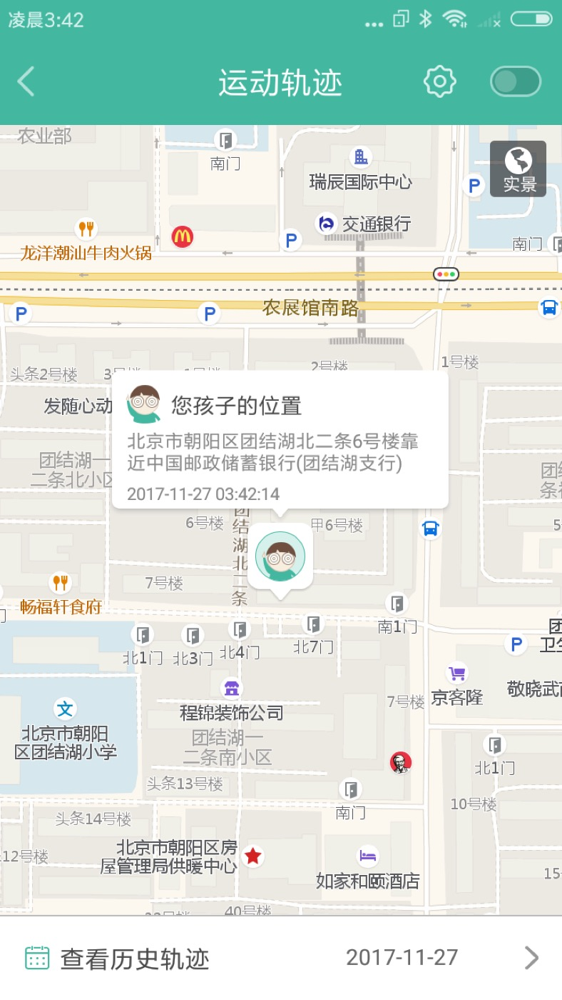 凌晨3:42
运动轨迹
农业部
南门
瑞辰国际中心
P
实景
交通银行
P
南门
龙洋潮汕牛肉火锅
农展馆南路
P
P
头条2号楼
2号楼
1号楼
发随心动
您孩子的位置
北京市朝阳区团结湖北二条6号楼靠
近中国邮政储蓄银行(团结湖支行)
2017-11-27 03:42:14
团结湖一
二条北小区
6号楼
团结湖北二条
甲6号楼
7号楼
畅福轩食府
南1门
北1门
北3门
北4门
北7门
P
京客隆
7号楼
程锦装饰公司
团结湖一
二条南小区
文
北京市朝阳
区团结湖小学
北1门
头条13号楼
南门
10号楼
头条14号楼
12号楼
北京市朝阳区房
屋管理局供暖中心
如家和颐酒店
40号楼
查看历史轨迹
2017-11-27